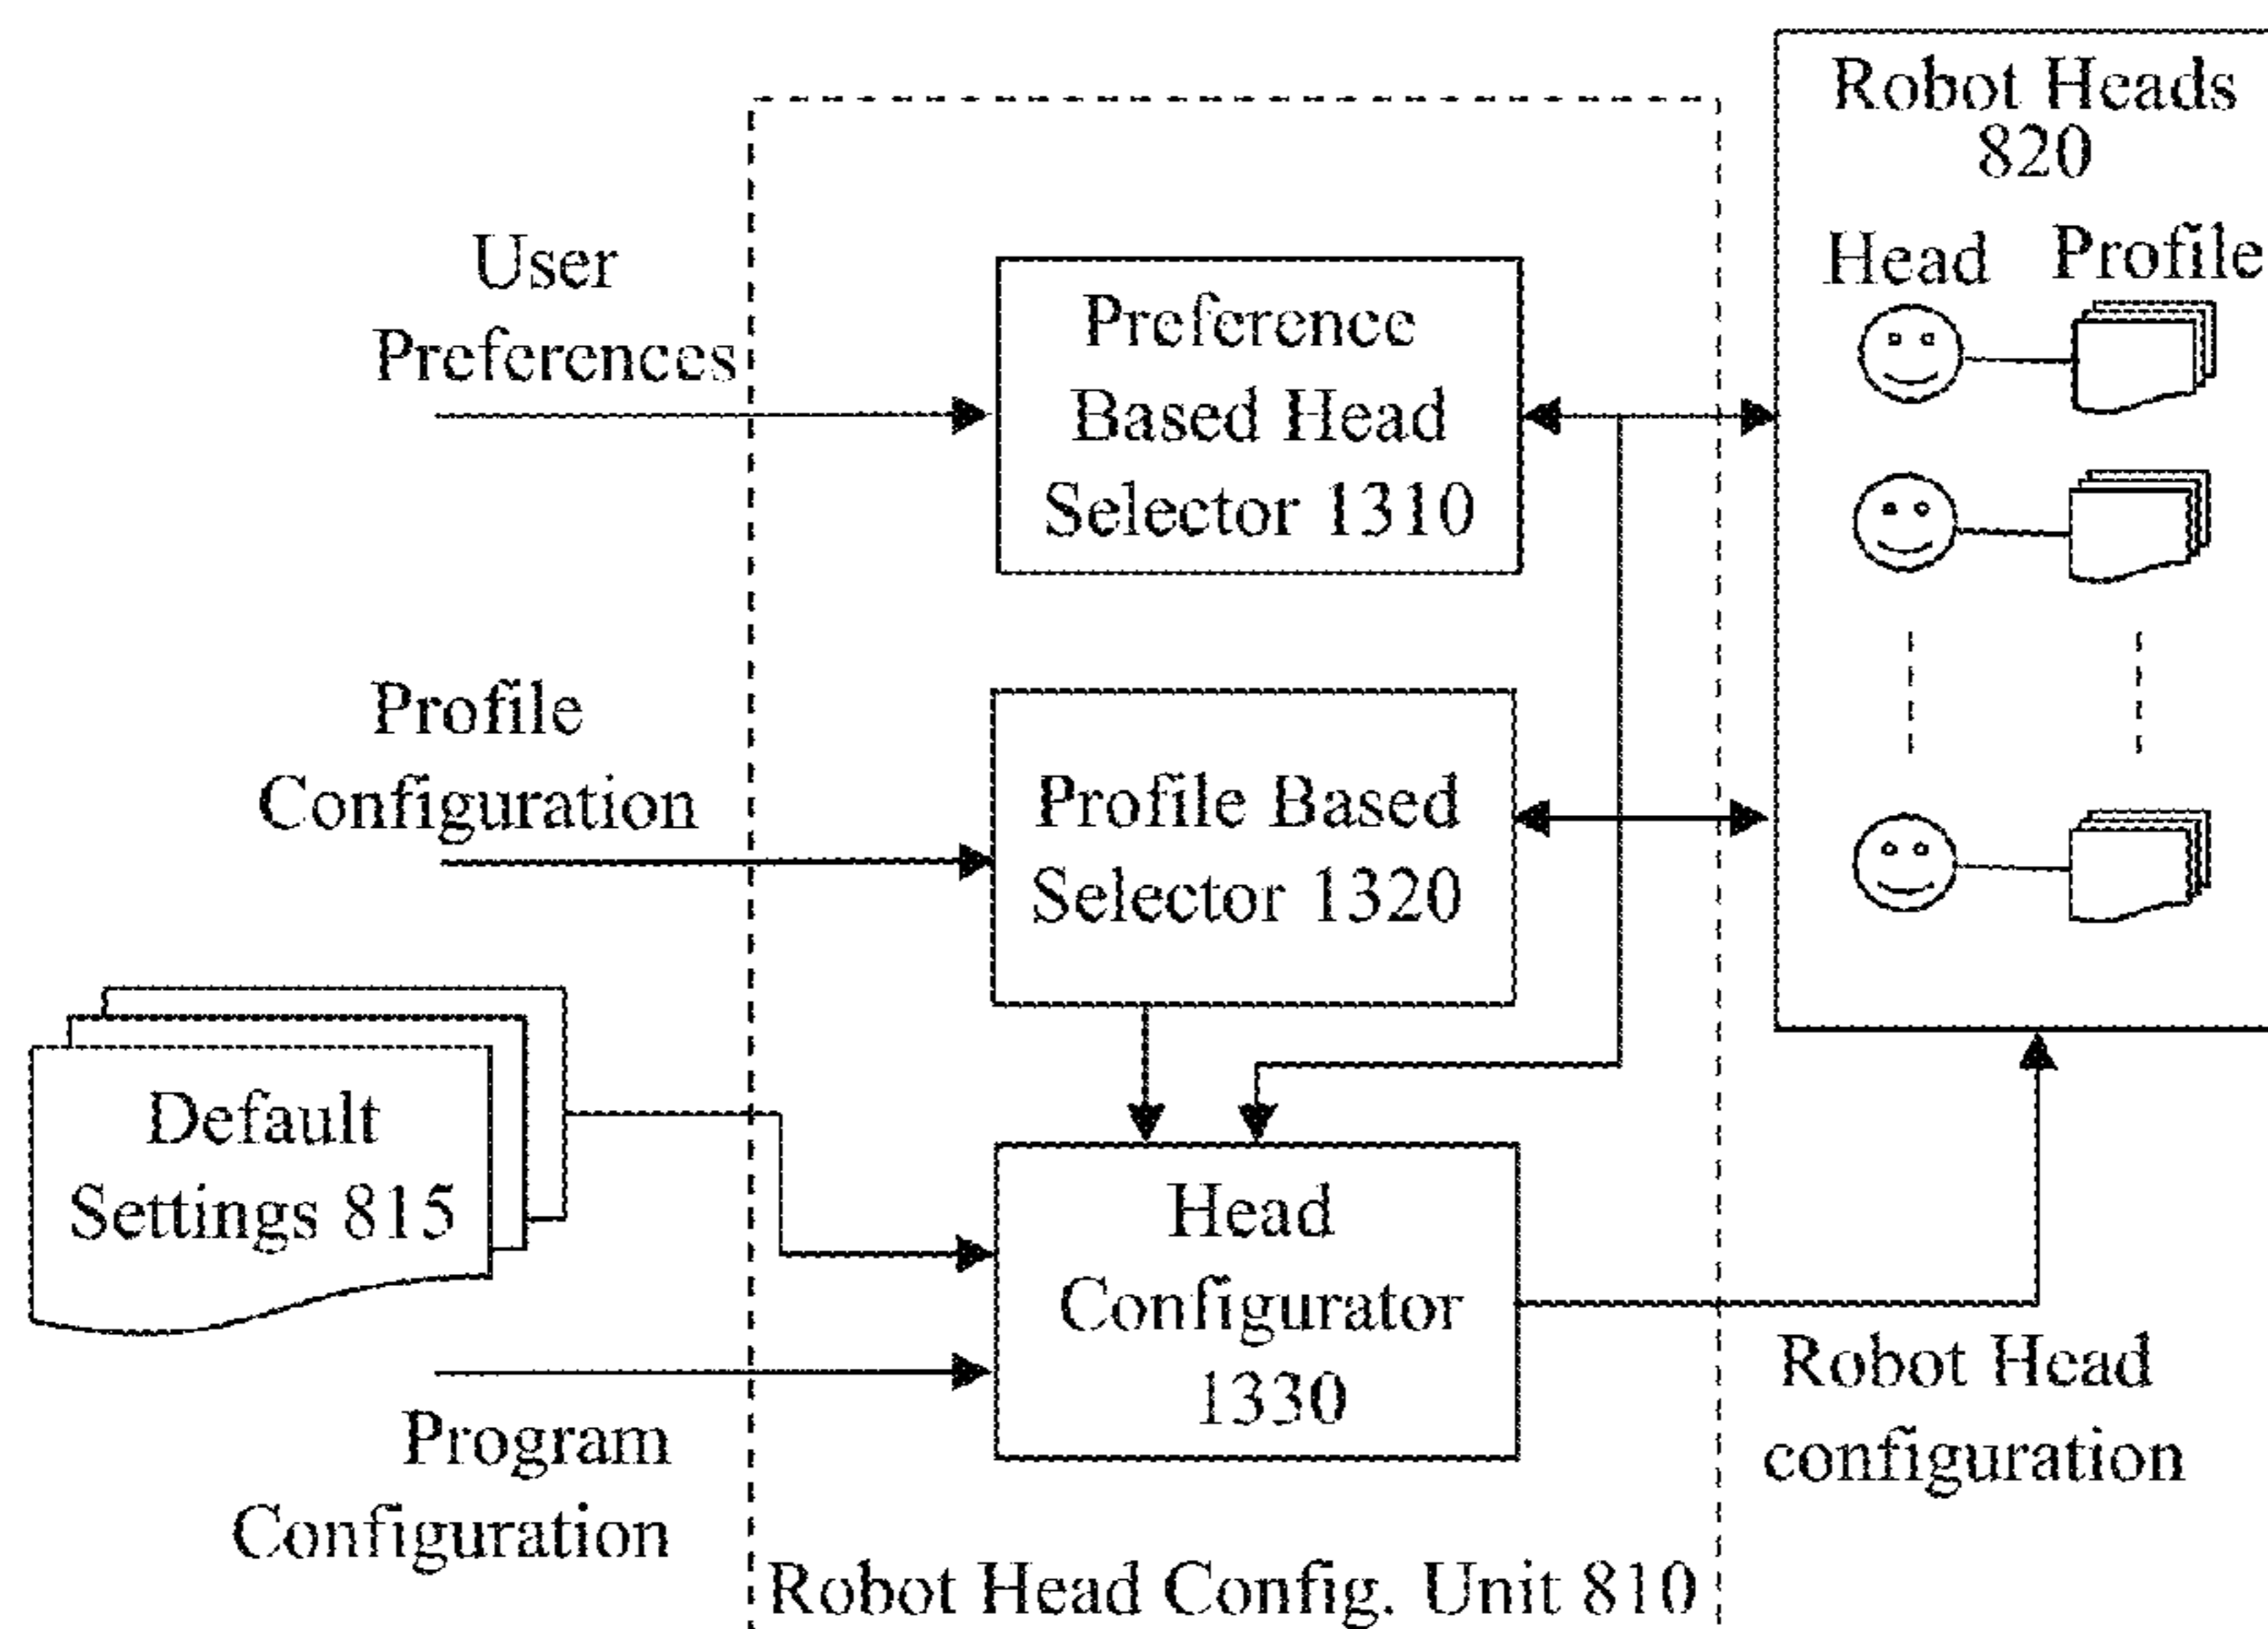 Robot Heads
820
Head Profile
User
Preferences
Preference
Based Head
Selector 1310
Profile
Configuration
Profile Based
Selector 1320
Default
Settings 815
Head
Configurator
1330
Program
Configuration
Robot Head
configuration
Robot Head Config. Unit 810